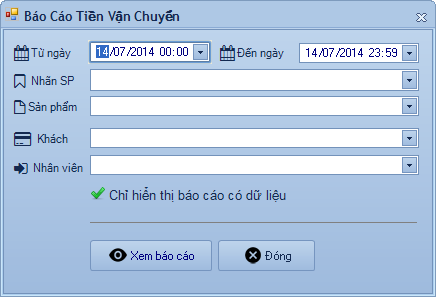 Báo Cáo Tiền Vận Chuyển
Từ ngày 14/07/2014 00:00 Đến ngày 14/07/2014 23:59
Nhãn SP
Sản phẩm
Khách
Nhân viên
Chỉ hiển thị báo cáo có dữ liệu
Xem báo cáo Đóng